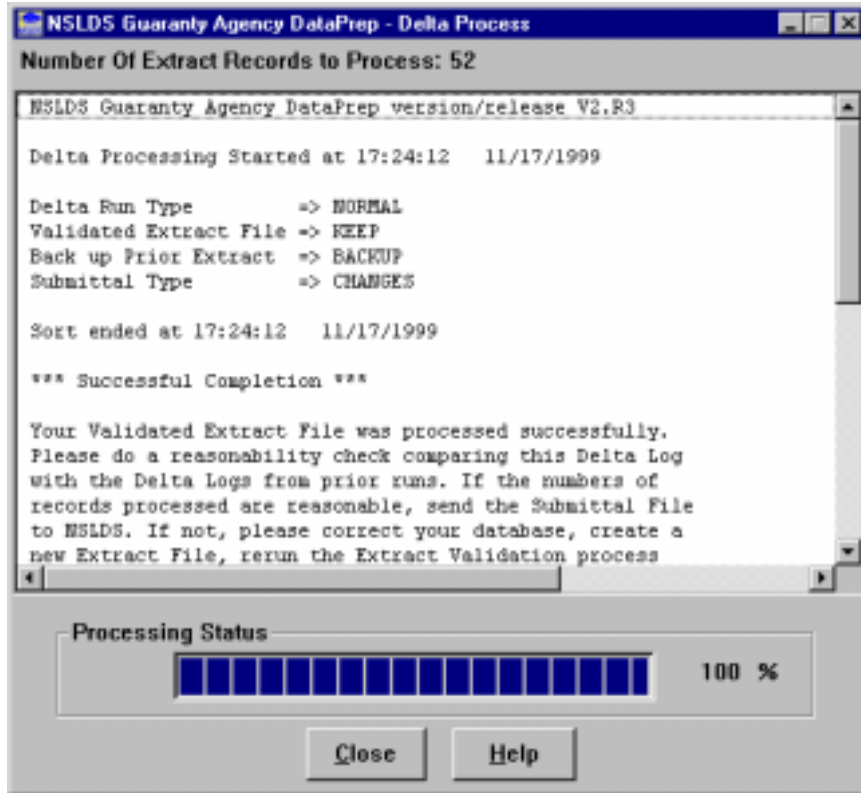 NSLDS Guaranty Agency DataPrep - Delta Process
Number Of Extract Records to Process: 52
NSLDS Guaranty Agency DataPrep version/release V2.R3
Delta Processing Started at 17:24:12 11/17/1999
Delta Run Type => NORMAL
Validated Extract File => KEEP
Back up Prior Extract => BACKUP
Submittal Type => CHANGES
Sort ended at 17:24:12 11/17/1999
*** Successful Completion ***
Your Validated Extract File was processed successfully.
Please do a reasonability check comparing this Delta Log
with the Delta Logs from prior runs. If the numbers of
records processed are reasonable, send the Submittal File
to NSLDS. If not, please correct your database, create a
new Extract File, rerun the Extract Validation process
Processing Status
100 %
Close Help